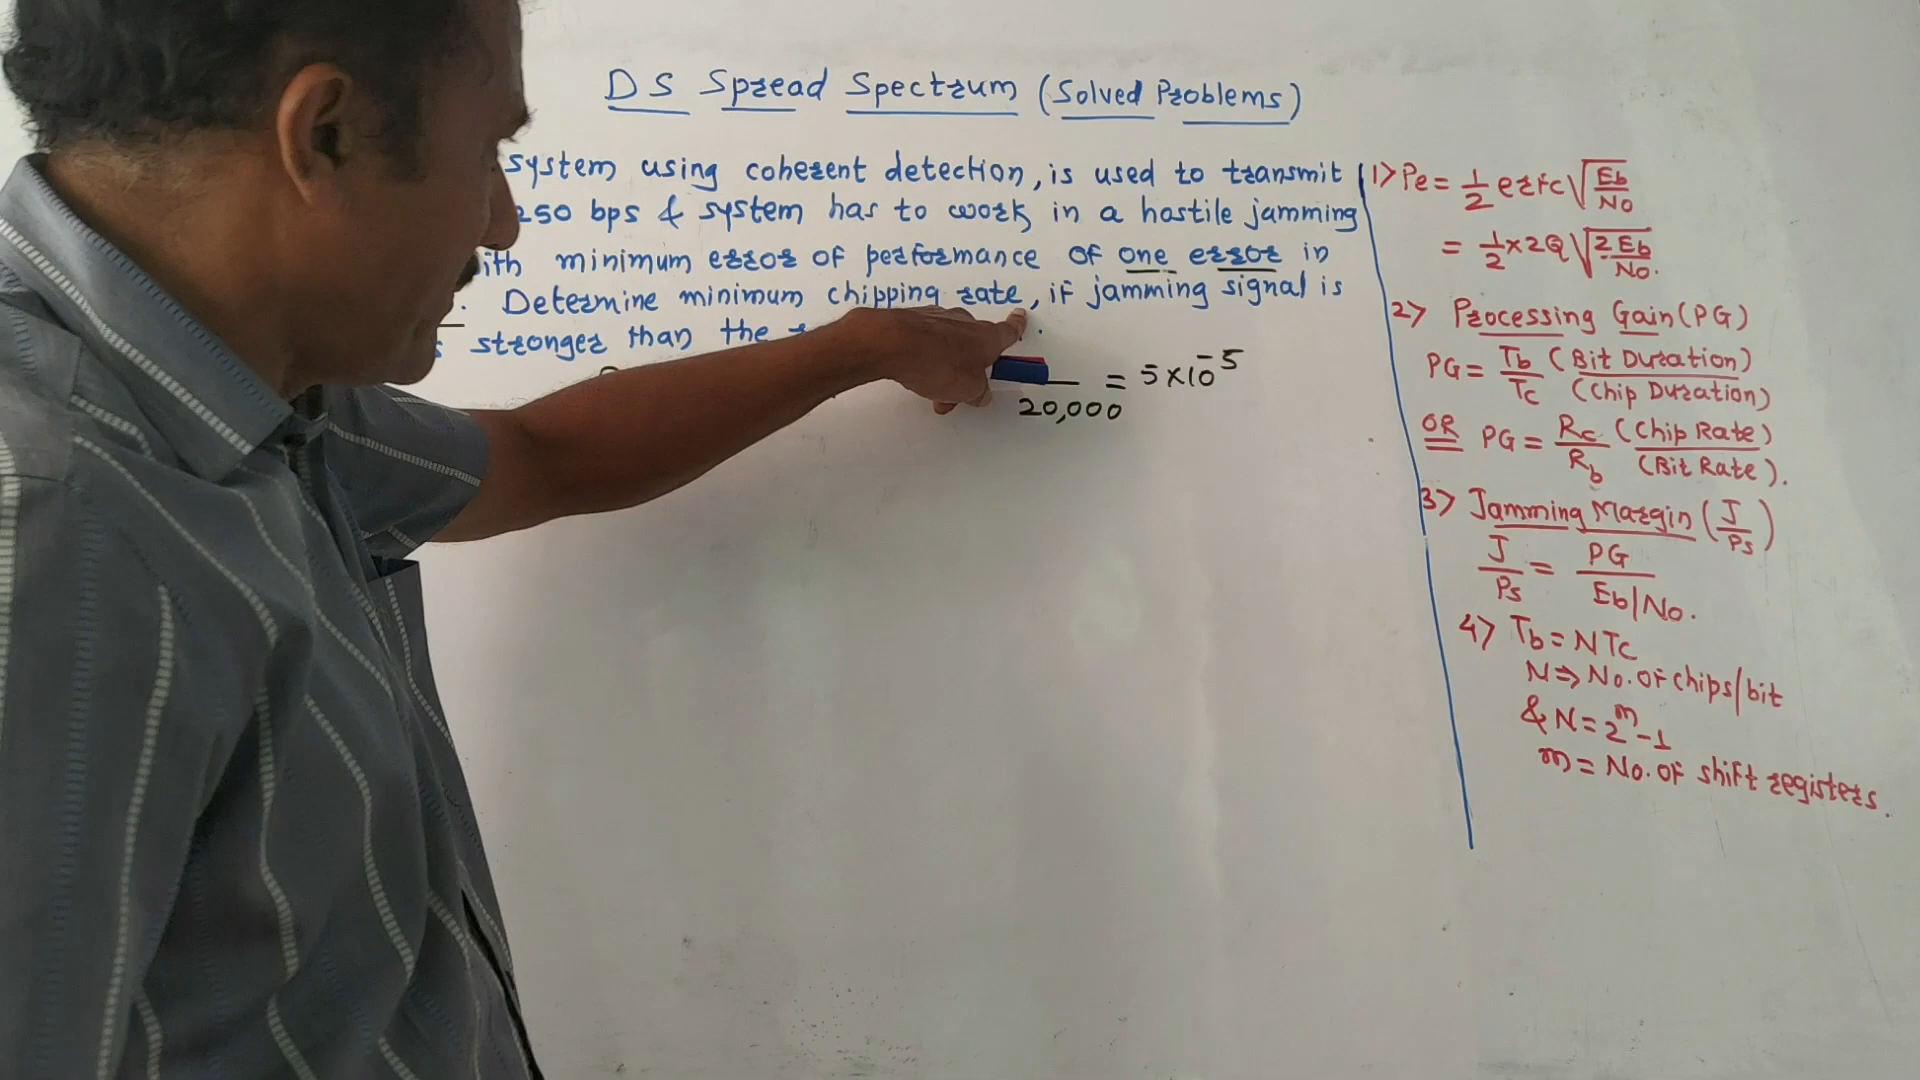 DS Spread Spectrum (Solved Problems)
system using coherent detection, is used to transmit
250 bps & system has to work in a hostile jamming
ith minimum error of performance of one error in
. Determine minimum chipping rate, if jamming signal is
stronger than the
20,000 = 5×10⁻⁵
1> Pe = 1/2 erfc √Eb/No
= 1/2 × 2Q √2Eb/No.
2> Processing Gain (PG)
PG = Tb (Bit Duration) / Tc (Chip Duration)
OR PG = Rc (Chip Rate) / Rb (Bit Rate).
3> Jamming Margin (J/Ps)
J/Ps = PG / Eb/No.
4> Tb = NTc
N ⇒ No. of chips/bit
& N = 2ᵐ - 1
m = No. of shift registers.